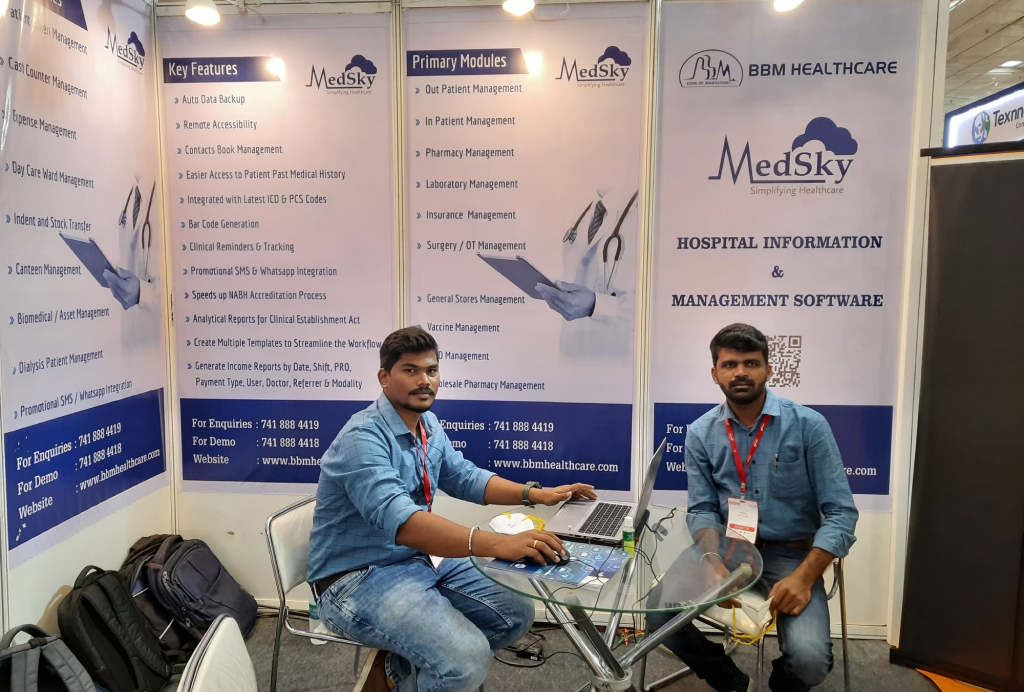 MedSky
Management
Cash Counter Management
Expense Management
Day Care Ward Management
Indent and Stock Transfer
Canteen Management
Biomedical / Asset Management
Dialysis Patient Management
Promotional SMS / Whatsapp Integration
For Enquiries : 741 888 4419
For Demo : 741 888 4418
Website : www.bbmhealthcare.com
Key Features
MedSky
Simplifying Healthcare
» Auto Data Backup
» Remote Accessibility
» Contacts Book Management
» Easier Access to Patient Past Medical History
» Integrated with Latest ICD & PCS Codes
» Bar Code Generation
» Clinical Reminders & Tracking
» Promotional SMS & Whatsapp Integration
» Speeds up NABH Accreditation Process
» Analytical Reports for Clinical Establishment Act
» Create Multiple Templates to Streamline the Workflow
» Generate Income Reports by Date, Shift, PRO,
Payment Type, User, Doctor, Referrer & Modality
For Enquiries : 741 888 4419
For Demo : 741 888 4418
Website : www.bbmhe
Primary Modules
MedSky
Simplifying Healthcare
» Out Patient Management
» In Patient Management
» Pharmacy Management
» Laboratory Management
» Insurance Management
» Surgery / OT Management
» General Stores Management
Vaccine Management
Management
Pharmacy Management
Enquiries : 741 888 4419
: 741 888 4418
: www.bbmhealthcare.com
BBM
BBM HEALTHCARE
MedSky
Simplifying Healthcare
HOSPITAL INFORMATION
&
MANAGEMENT SOFTWARE
For
For
Web
healthcare.com